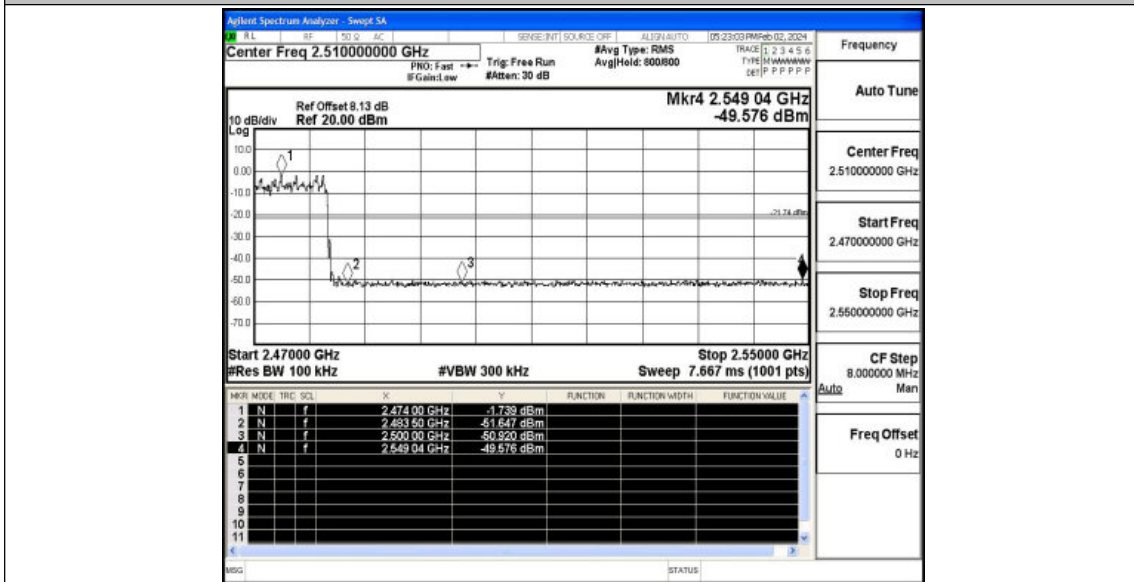 Agilent Spectrum Analyzer - Swept SA
RL RF 50 Ω AC SENSE:INT SOURCE OFF ALIGN AUTO 05:23:03 PM Feb 02, 2024
Center Freq 2.510000000 GHz
PNO: Fast
IFGain:Low
Trig: Free Run
#Atten: 30 dB
#Avg Type: RMS
Avg|Hold: 800/800
TRACE 1 2 3 4 5 6
TYPE M WWWWW
DET P P P P P P
Ref Offset 8.13 dB
10 dB/div Ref 20.00 dBm
Log
Mkr4 2.549 04 GHz
-49.576 dBm
10.0
0.00
-10.0
-20.0
-30.0
-40.0
-50.0
-60.0
-70.0
1
2
3
4
-21.74 dBm
Start 2.47000 GHz Stop 2.55000 GHz
#Res BW 100 kHz #VBW 300 kHz Sweep 7.667 ms (1001 pts)
MKR MODE TRC SCL X Y FUNCTION FUNCTION WIDTH FUNCTION VALUE
1 N f 2.474 00 GHz -1.739 dBm
2 N f 2.483 50 GHz -51.647 dBm
3 N f 2.500 00 GHz -50.920 dBm
4 N f 2.549 04 GHz -49.576 dBm
5
6
7
8
9
10
11
MSG STATUS
Frequency
Auto Tune
Center Freq
2.510000000 GHz
Start Freq
2.470000000 GHz
Stop Freq
2.550000000 GHz
CF Step
8.000000 MHz
Auto Man
Freq Offset
0 Hz